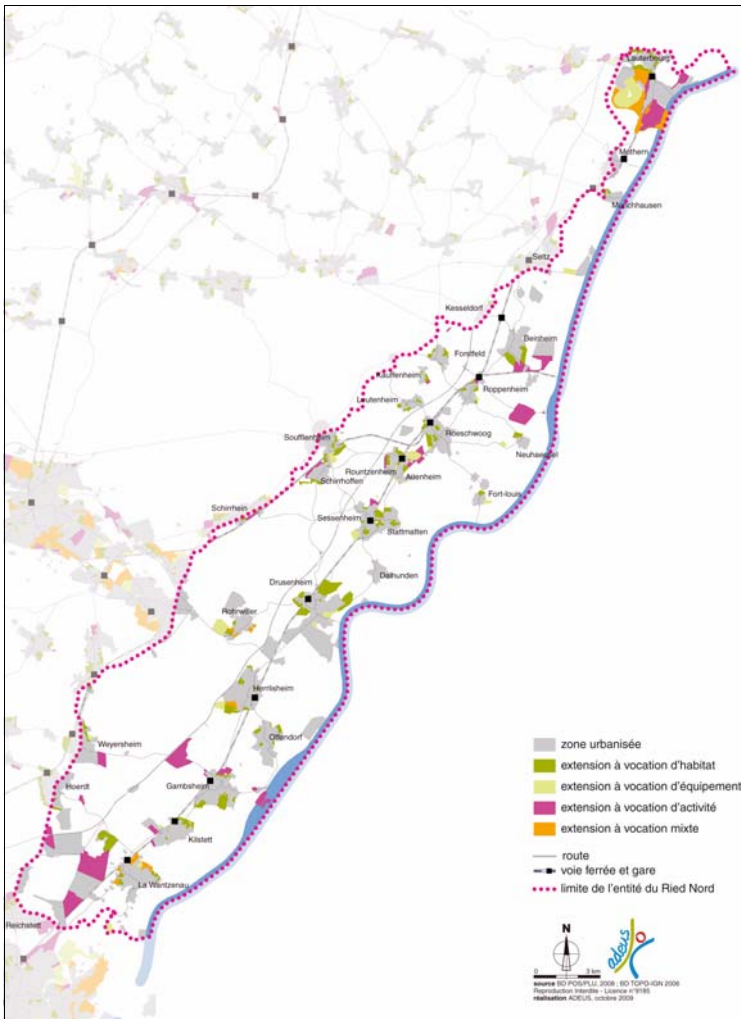 Lauterbourg
Mothern
Munchhausen
Seltz
Kesseldorf
Beinheim
Forstfeld
Kauffenheim
Roppenheim
Leutenheim
Roeschwoog
Soufflenheim
Neuhaeusel
Rountzenheim
Auenheim
Schirrhoffen
Fort-louis
Schirrhein
Sessenheim
Stattmatten
Dalhunden
Drusenheim
Rohrwiller
Herrlisheim
Offendorf
Weyersheim
Hoerdt
Gambsheim
Kilstett
La Wantzenau
Reichstett
zone urbanisée
extension à vocation d'habitat
extension à vocation d'équipement
extension à vocation d'activité
extension à vocation mixte
route
voie ferrée et gare
limite de l'entité du Ried Nord
N
adeus
0 3 km
source BD POS/PLU, 2008 ; BD TOPO-IGN 2006
Reproduction Interdite - Licence n°9185
réalisation ADEUS, octobre 2009